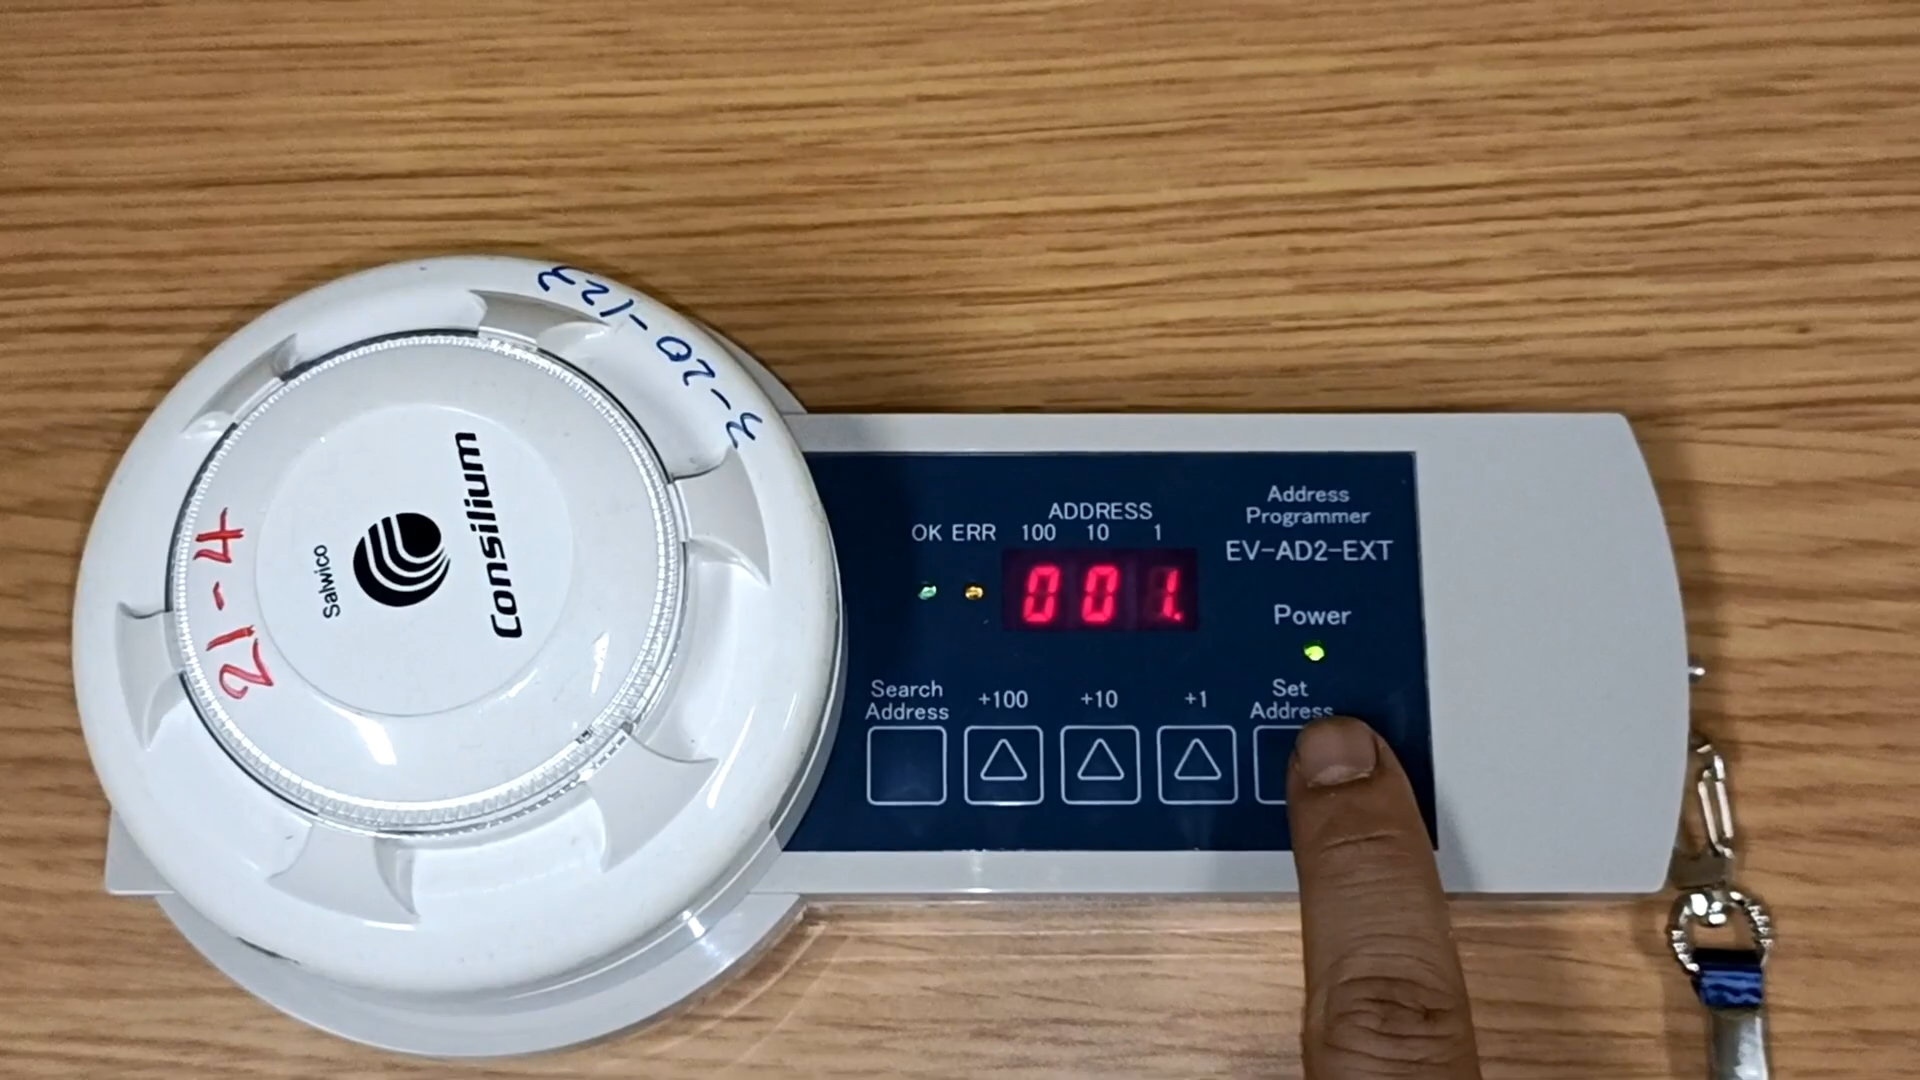 3-20-123
21-4
Salwico
Consilium
ADDRESS
OK ERR 100 10 1
001.
Address
Programmer
EV-AD2-EXT
Power
Search
Address
+100
+10
+1
Set
Address